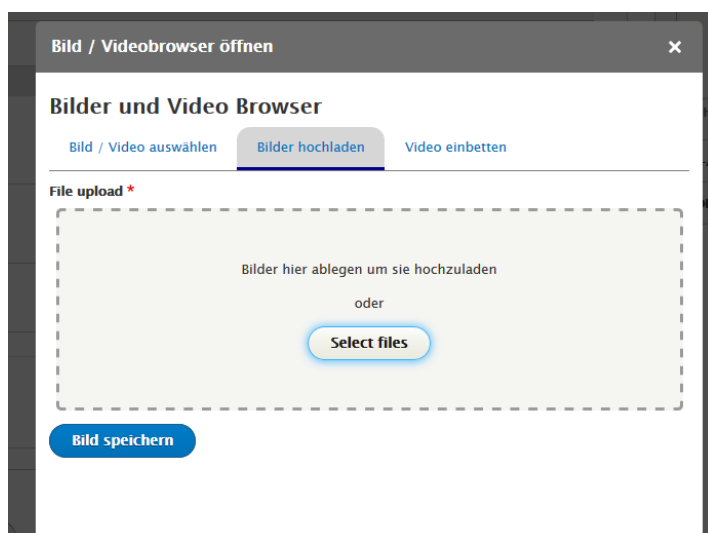 Bild / Videobrowser öffnen
Bilder und Video Browser
Bild / Video auswählen Bilder hochladen Video einbetten
File upload *
Bilder hier ablegen um sie hochzuladen
oder
Select files
Bild speichern